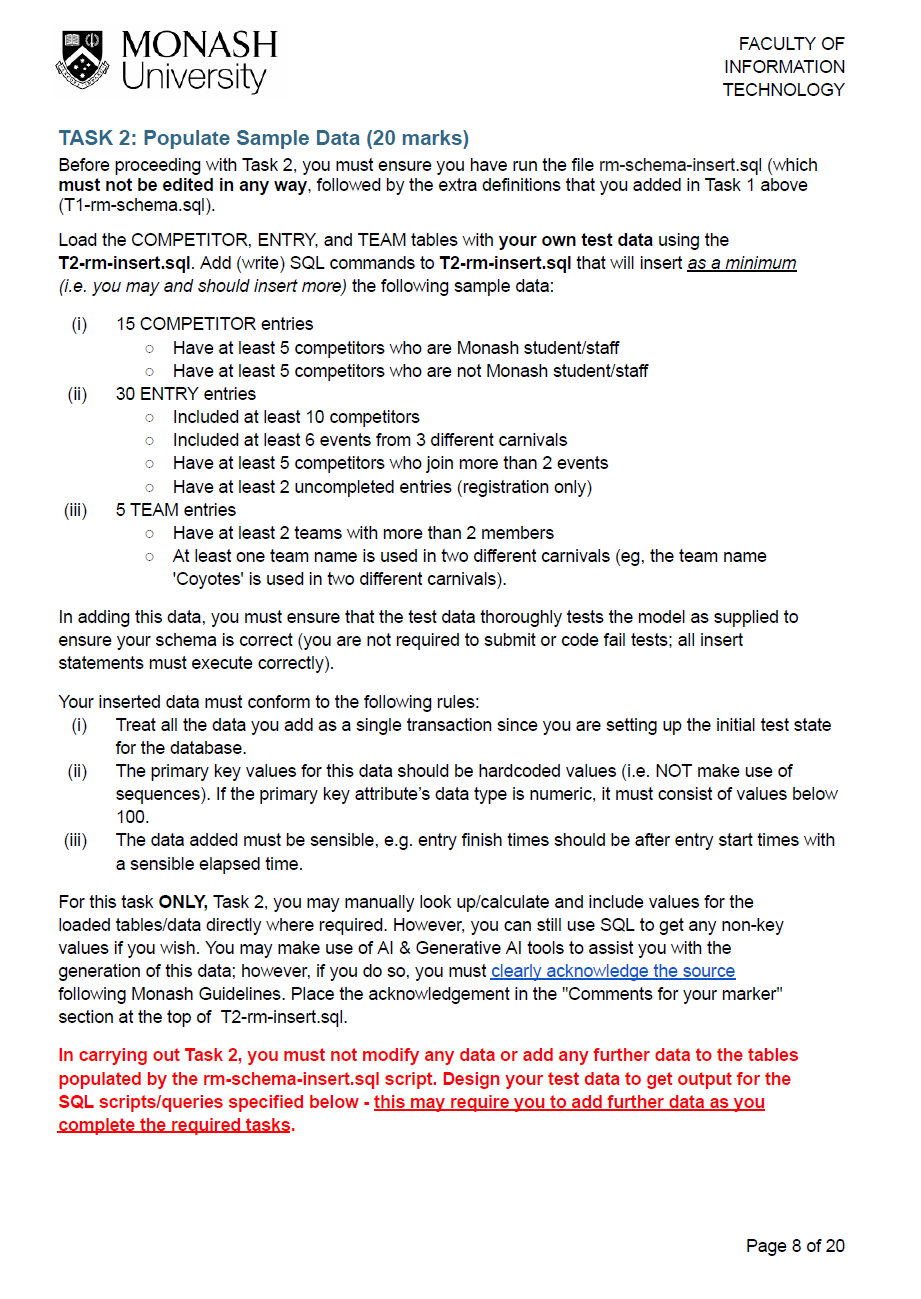 MONASH
University
FACULTY OF
INFORMATION
TECHNOLOGY
TASK 2: Populate Sample Data (20 marks)
Before proceeding with Task 2, you must ensure you have run the file rm-schema-insert.sql (which
must not be edited in any way, followed by the extra definitions that you added in Task 1 above
(T1-rm-schema.sql).
Load the COMPETITOR, ENTRY, and TEAM tables with your own test data using the
T2-rm-insert.sql. Add (write) SQL commands to T2-rm-insert.sql that will insert as a minimum
(i.e. you may and should insert more) the following sample data:
(i) 15 COMPETITOR entries
○ Have at least 5 competitors who are Monash student/staff
○ Have at least 5 competitors who are not Monash student/staff
(ii) 30 ENTRY entries
○ Included at least 10 competitors
○ Included at least 6 events from 3 different carnivals
○ Have at least 5 competitors who join more than 2 events
○ Have at least 2 uncompleted entries (registration only)
(iii) 5 TEAM entries
○ Have at least 2 teams with more than 2 members
○ At least one team name is used in two different carnivals (eg, the team name
'Coyotes' is used in two different carnivals).
In adding this data, you must ensure that the test data thoroughly tests the model as supplied to
ensure your schema is correct (you are not required to submit or code fail tests; all insert
statements must execute correctly).
Your inserted data must conform to the following rules:
(i) Treat all the data you add as a single transaction since you are setting up the initial test state
for the database.
(ii) The primary key values for this data should be hardcoded values (i.e. NOT make use of
sequences). If the primary key attribute's data type is numeric, it must consist of values below
100.
(iii) The data added must be sensible, e.g. entry finish times should be after entry start times with
a sensible elapsed time.
For this task ONLY, Task 2, you may manually look up/calculate and include values for the
loaded tables/data directly where required. However, you can still use SQL to get any non-key
values if you wish. You may make use of AI & Generative AI tools to assist you with the
generation of this data; however, if you do so, you must clearly acknowledge the source
following Monash Guidelines. Place the acknowledgement in the "Comments for your marker"
section at the top of T2-rm-insert.sql.
In carrying out Task 2, you must not modify any data or add any further data to the tables
populated by the rm-schema-insert.sql script. Design your test data to get output for the
SQL scripts/queries specified below - this may require you to add further data as you
complete the required tasks.
Page 8 of 20